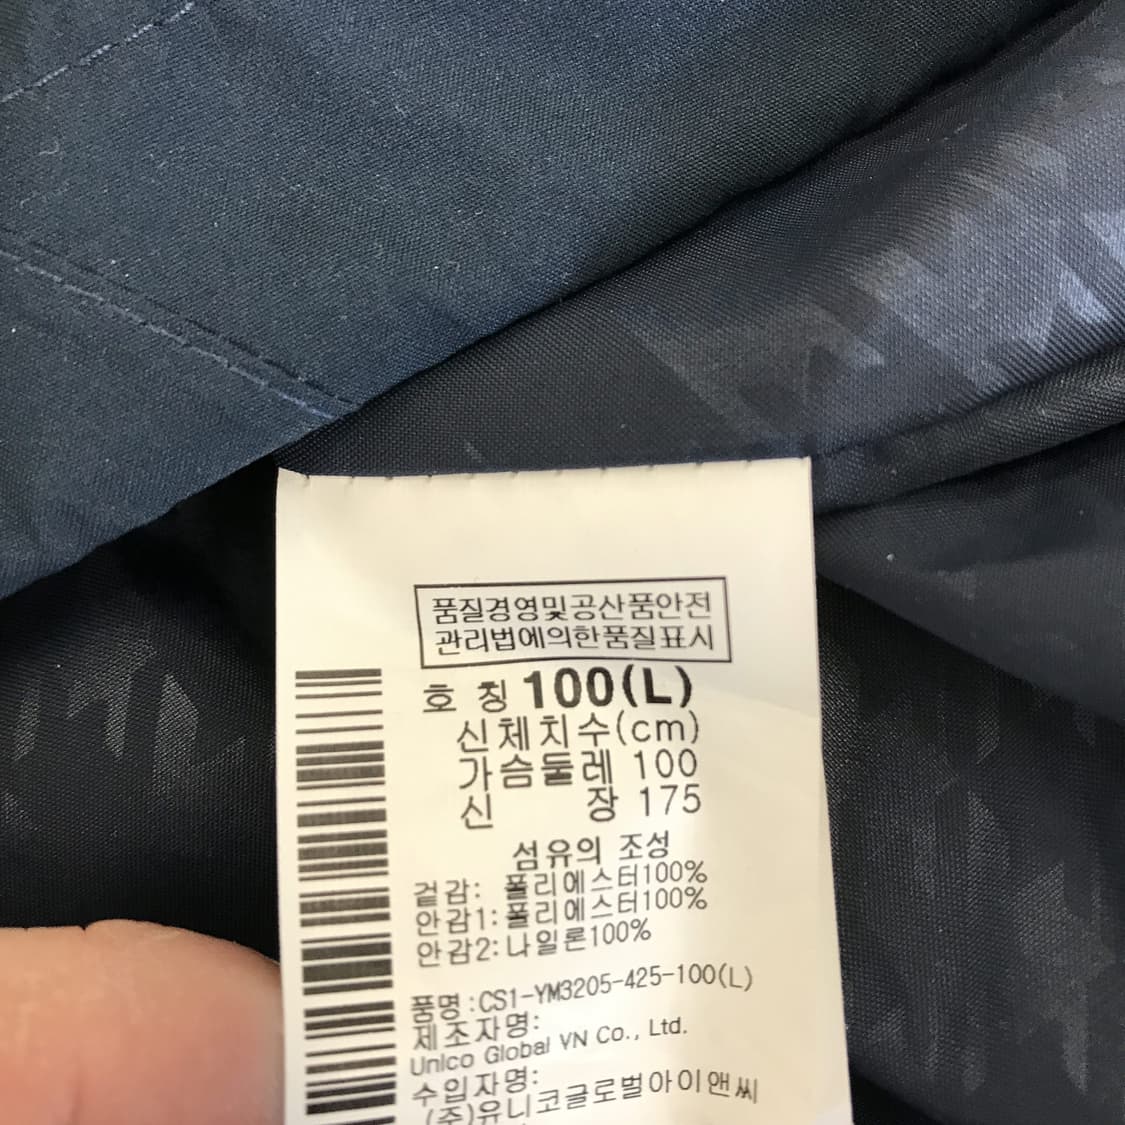 품질경영및공산품안전
관리법에의한품질표시
호 칭 100(L)
신체치수(cm)
가슴둘레 100
신 장 175
섬유의 조성
겉감: 폴리에스터100%
안감1:폴리에스터100%
안감2:나일론100%
품명:CS1-YM3205-425-100(L)
제조자명:
Unico Global VN Co., Ltd.
수입자명:
(주)유니코글로벌아이앤씨